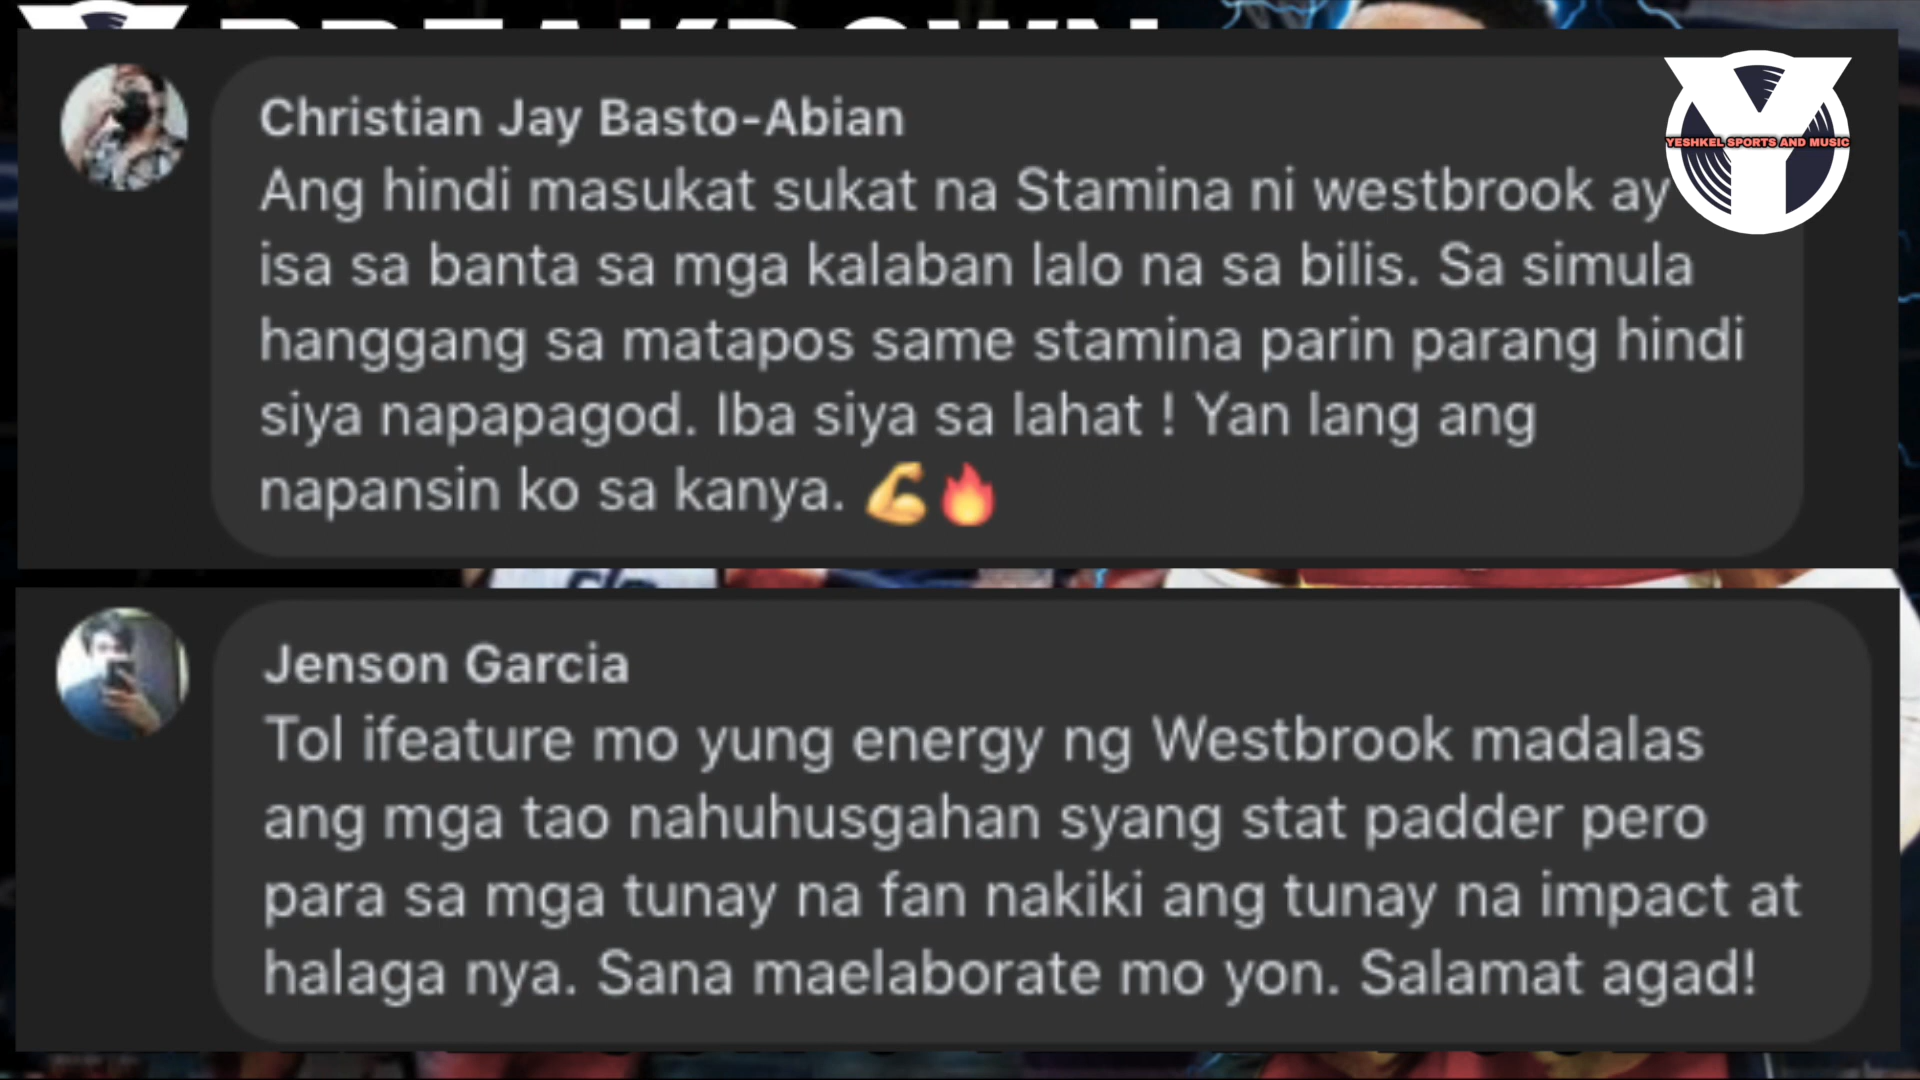 BREAKDOWN
Christian Jay Basto-Abian
Ang hindi masukat sukat na Stamina ni westbrook ay
isa sa banta sa mga kalaban lalo na sa bilis. Sa simula
hanggang sa matapos same stamina parin parang hindi
siya napapagod. Iba siya sa lahat ! Yan lang ang
napansin ko sa kanya. 💪🔥
YESHKEL SPORTS AND MUSIC
Jenson Garcia
Tol ifeature mo yung energy ng Westbrook madalas
ang mga tao nahuhusgahan syang stat padder pero
para sa mga tunay na fan nakiki ang tunay na impact at
halaga nya. Sana maelaborate mo yon. Salamat agad!